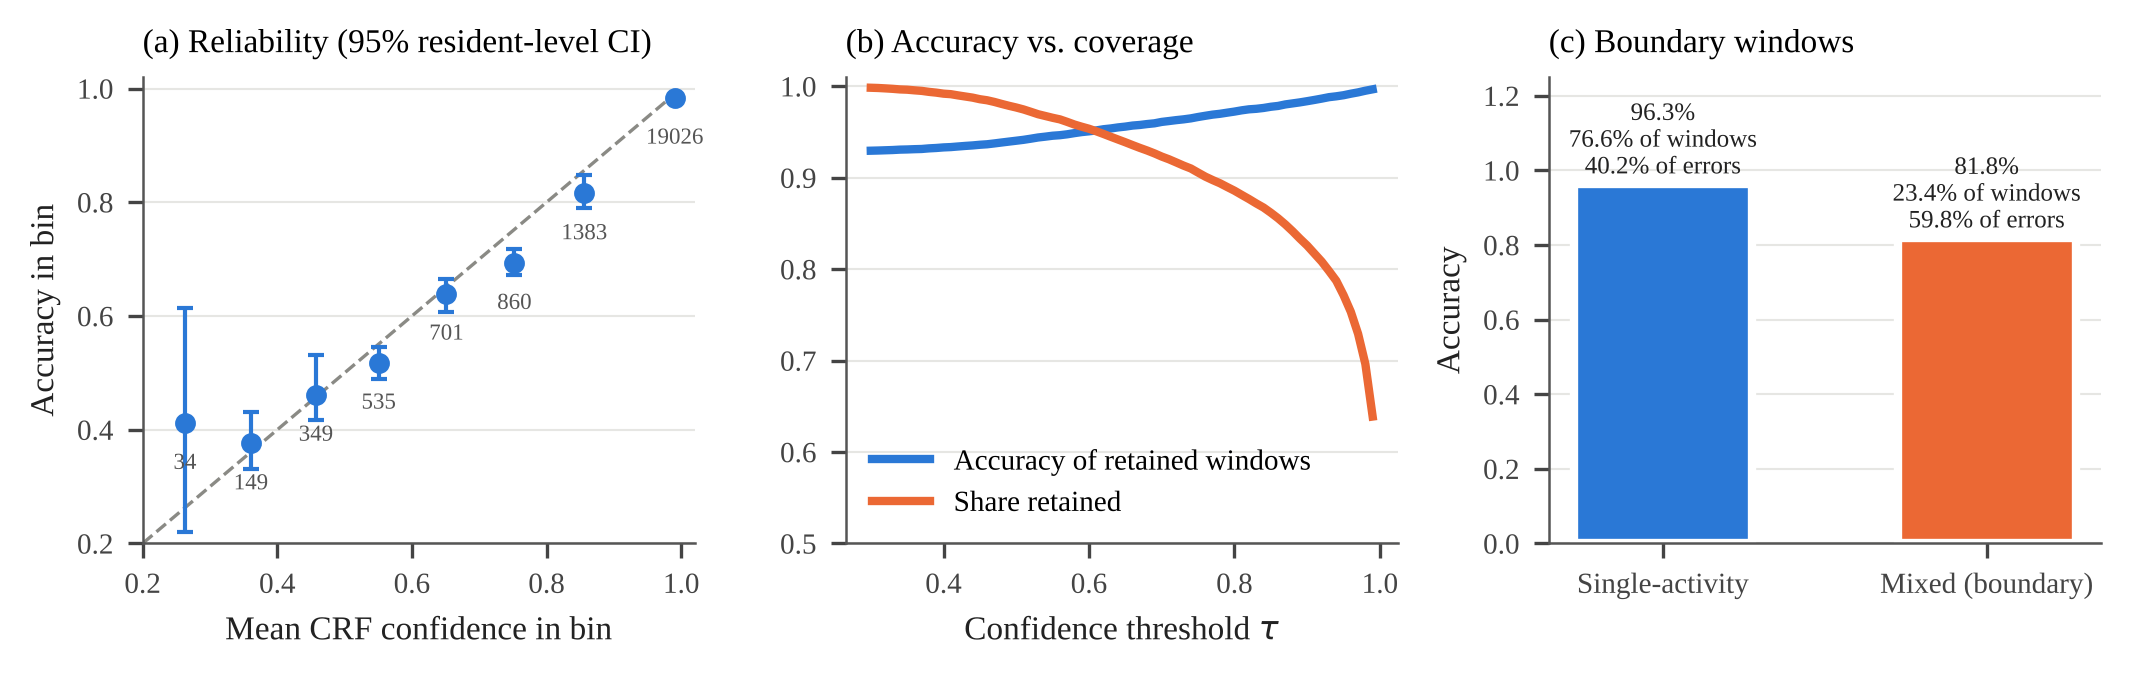 (a) Reliability (95% resident-level CI)
1.0
0.8
0.6
0.4
0.2
Accuracy in bin
19026
1383
860
701
535
349
34
149
0.2 0.4 0.6 0.8 1.0
Mean CRF confidence in bin
(b) Accuracy vs. coverage
1.0
0.9
0.8
0.7
0.6
0.5
Accuracy of retained windows
Share retained
0.4 0.6 0.8 1.0
Confidence threshold τ
(c) Boundary windows
1.2
1.0
0.8
0.6
0.4
0.2
0.0
Accuracy
96.3%
76.6% of windows
40.2% of errors
81.8%
23.4% of windows
59.8% of errors
Single-activity Mixed (boundary)